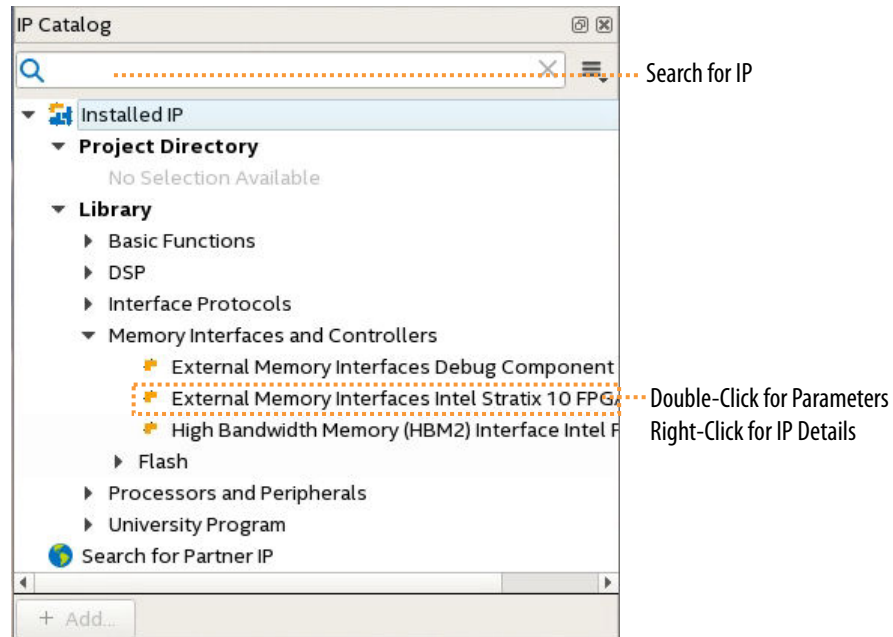 IP Catalog
Search for IP
Installed IP
Project Directory
No Selection Available
Library
Basic Functions
DSP
Interface Protocols
Memory Interfaces and Controllers
External Memory Interfaces Debug Component
External Memory Interfaces Intel Stratix 10 FPGA
Double-Click for Parameters
Right-Click for IP Details
High Bandwidth Memory (HBM2) Interface Intel F
Flash
Processors and Peripherals
University Program
Search for Partner IP
+ Add...